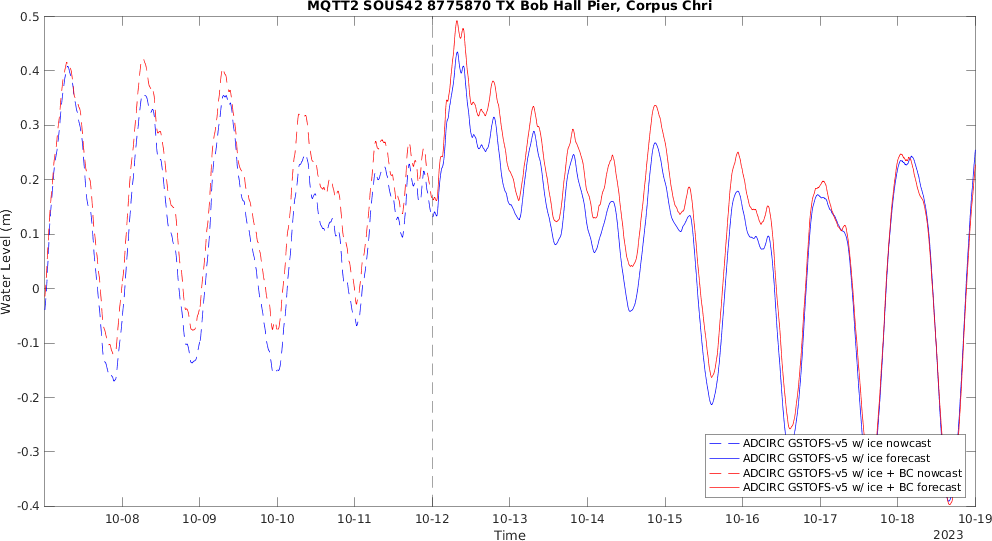 MQTT2 SOUS42 8775870 TX Bob Hall Pier, Corpus Chri
0.5
0.4
0.3
0.2
0.1
0
-0.1
-0.2
-0.3
-0.4
Water Level (m)
ADCIRC GSTOFS-v5 w/ ice nowcast
ADCIRC GSTOFS-v5 w/ ice forecast
ADCIRC GSTOFS-v5 w/ ice + BC nowcast
ADCIRC GSTOFS-v5 w/ ice + BC forecast
10-08 10-09 10-10 10-11 10-12 10-13 10-14 10-15 10-16 10-17 10-18 10-19
Time
2023